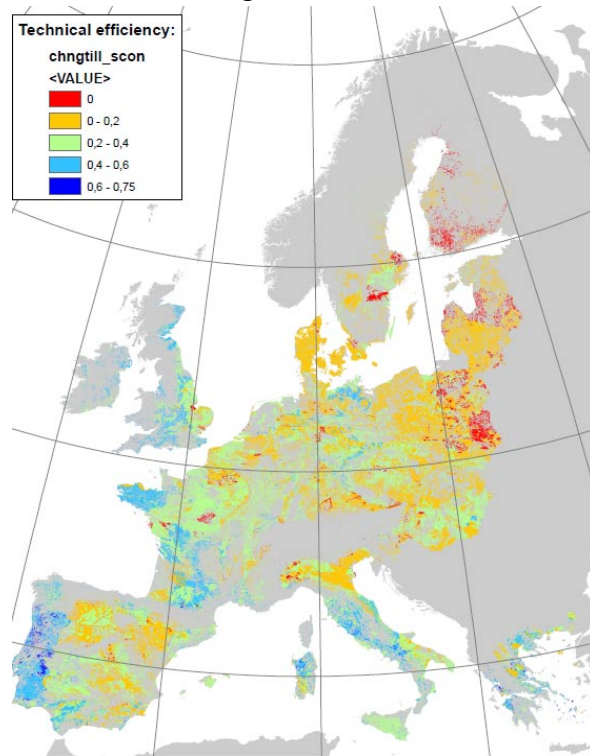 Technical efficiency:
chngtill_scon
<VALUE>
0
0 - 0,2
0,2 - 0,4
0,4 - 0,6
0,6 - 0,75